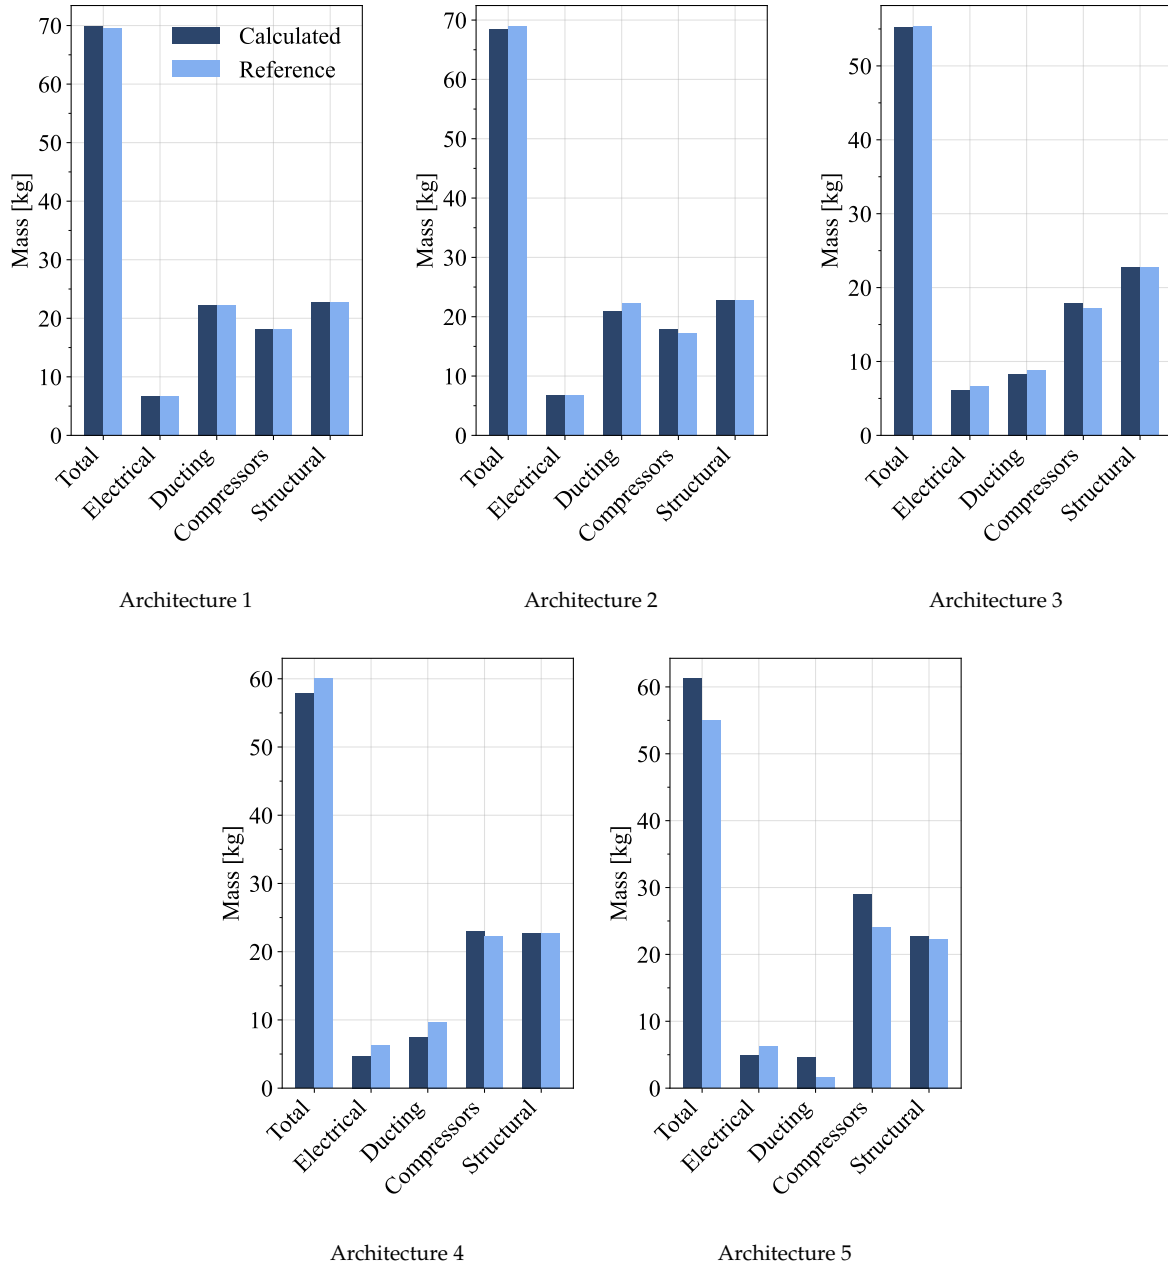 70
60
50
40
30
20
10
0
Mass [kg]
Calculated
Reference
Total
Electrical
Ducting
Compressors
Structural
Architecture 1
70
60
50
40
30
20
10
0
Mass [kg]
Total
Electrical
Ducting
Compressors
Structural
Architecture 2
50
40
30
20
10
0
Mass [kg]
Total
Electrical
Ducting
Compressors
Structural
Architecture 3
60
50
40
30
20
10
0
Mass [kg]
Total
Electrical
Ducting
Compressors
Structural
Architecture 4
60
50
40
30
20
10
0
Mass [kg]
Total
Electrical
Ducting
Compressors
Structural
Architecture 5